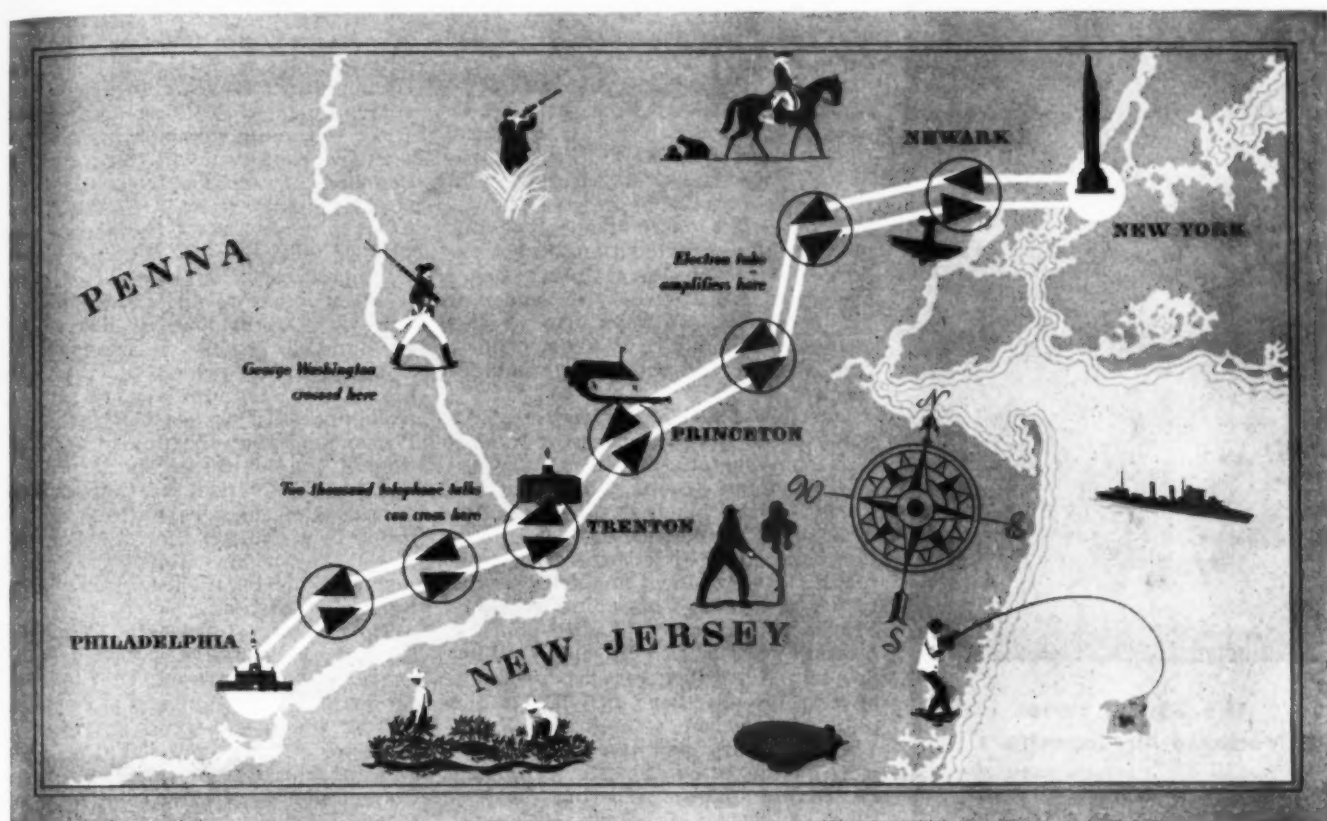 NEWARK
NEW YORK
PENNA
Electron tube
amplifiers here
George Washington
crossed here
PRINCETON
N
Two thousand telephone talks
can cross here
W
E
TRENTON
S
PHILADELPHIA
NEW JERSEY